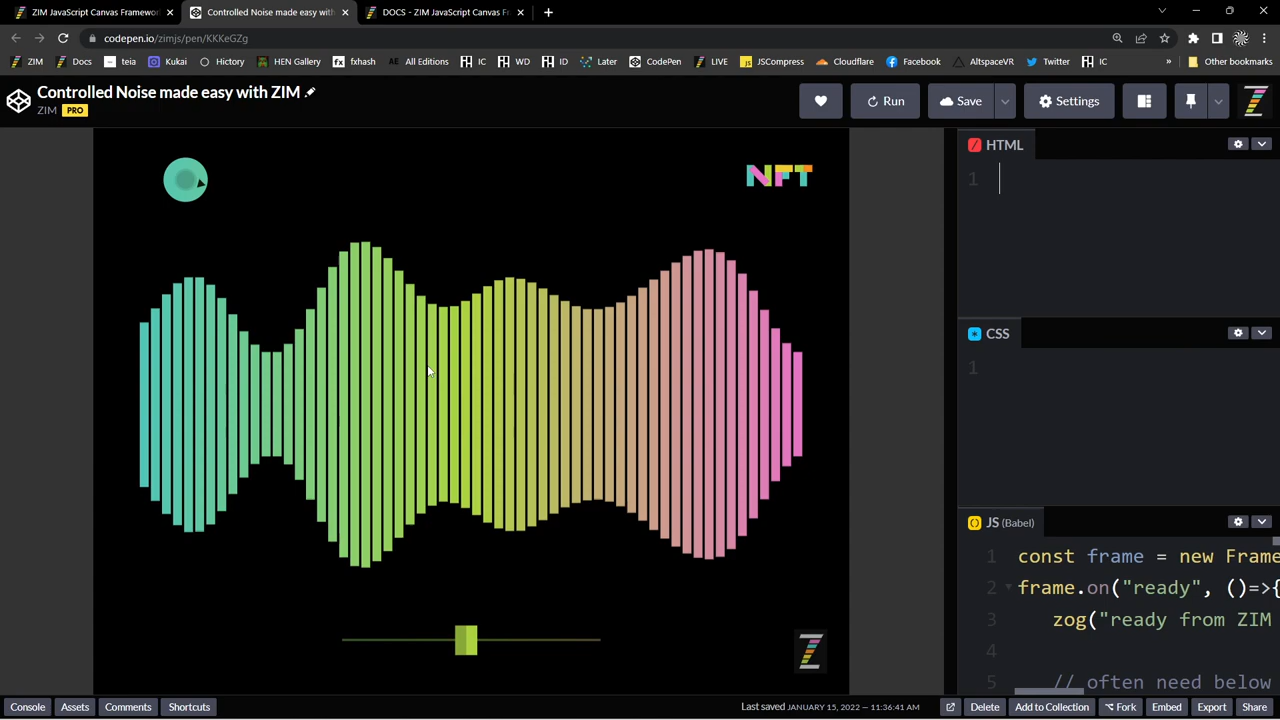 ZIM JavaScript Canvas Framework
Controlled Noise made easy with
DOCS - ZIM JavaScript Canvas Fr
codepen.io/zimjs/pen/KKKeGZg
ZIM
Docs
teia
Kukai
Hictory
HEN Gallery
fx fxhash
AE All Editions
IC
WD
ID
Later
CodePen
LIVE
JS JSCompress
Cloudflare
Facebook
AltspaceVR
Twitter
IC
»
Other bookmarks
Controlled Noise made easy with ZIM
ZIM PRO
Run
Save
Settings
NFT
Z
HTML
1
CSS
1
JS (Babel)
1 const frame = new Frame
2 frame.on("ready", ()=>{
3 zog("ready from ZIM
4
5 // often need below
Console
Assets
Comments
Shortcuts
Last saved JANUARY 15, 2022 — 11:36:41 AM
Delete
Add to Collection
Fork
Embed
Export
Share